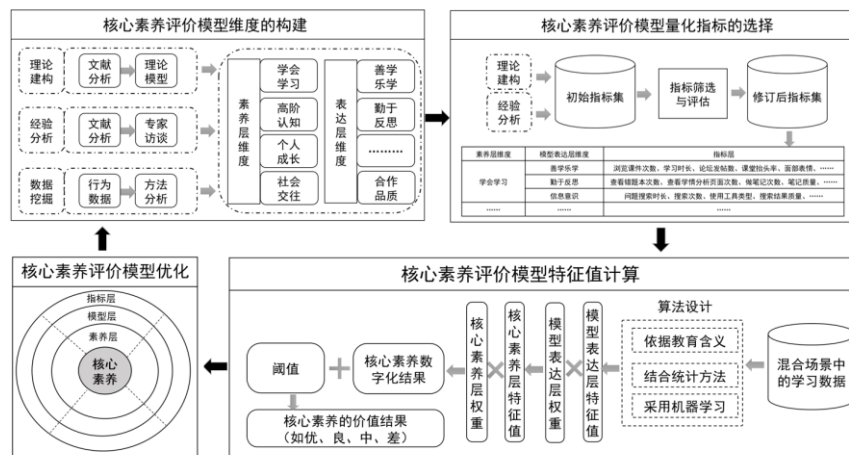 核心素养评价模型维度的构建
理论
建构
文献
分析
理论
模型
经验
分析
文献
分析
专家
访谈
数据
挖掘
行为
数据
方法
分析
素养层维度
学会
学习
高阶
认知
个人
成长
社会
交往
表达层维度
善学
乐学
勤于
反思
………
合作
品质
核心素养评价模型量化指标的选择
理论
建构
经验
分析
初始指标集
指标筛选
与评估
修订后指标集
素养层维度 模型表达层维度 指标层
学会学习
善学乐学 浏览课件次数、学习时长、论坛发帖数、课堂抬头率、面部表情、……
勤于反思 查看错题本次数、查看学情分析页面次数、做笔记次数、笔记质量、……
信息意识 问题搜索时长、搜索次数、使用工具类型、搜索结果质量、……
…… …… ……
核心素养评价模型优化
指标层
模型层
素养层
核心
素养
核心素养评价模型特征值计算
阈值
核心素养数
字化结果
核心素养的价值结果
（如优、良、中、差）
核心素养层权重
核心素养层特征值
模型表达层权重
模型表达层特征值
算法设计
依据教育含义
结合统计方法
采用机器学习
混合场景中
的学习数据